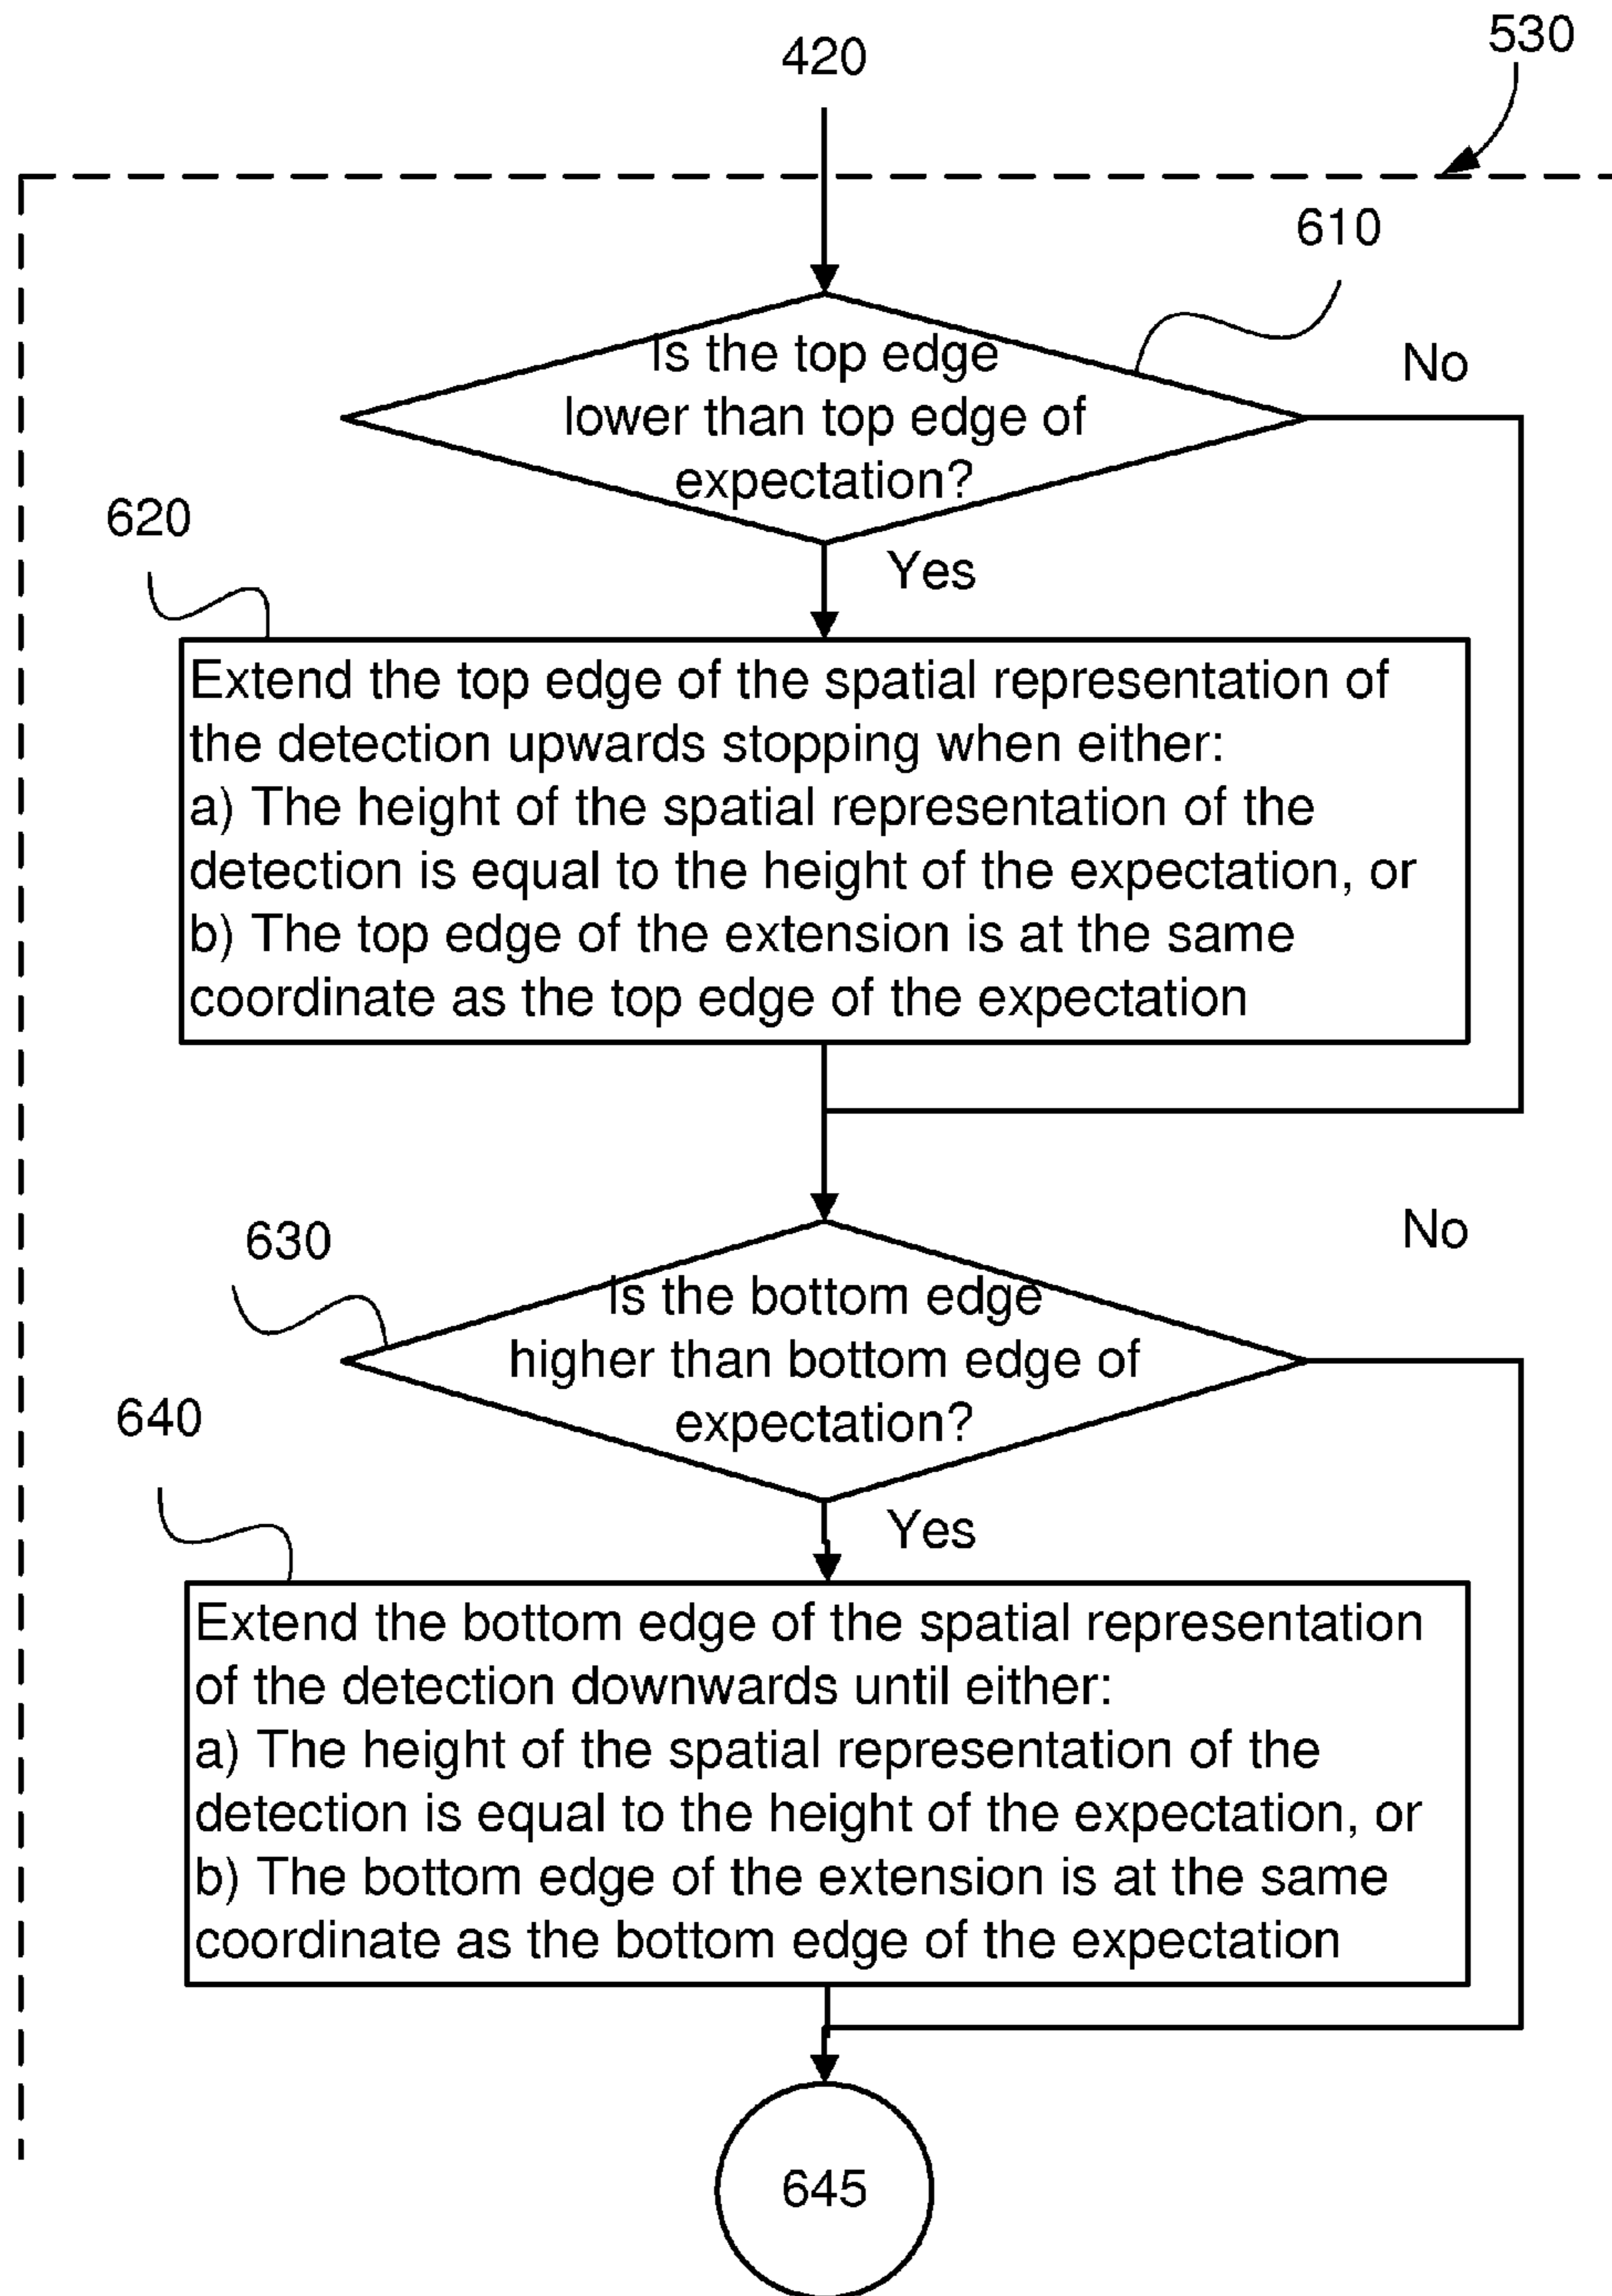 530
420
610
Is the top edge
lower than top edge of
expectation?
No
620
Yes
Extend the top edge of the spatial representation of
the detection upwards stopping when either:
a) The height of the spatial representation of the
detection is equal to the height of the expectation, or
b) The top edge of the extension is at the same
coordinate as the top edge of the expectation
630
No
Is the bottom edge
higher than bottom edge of
expectation?
640
Yes
Extend the bottom edge of the spatial representation
of the detection downwards until either:
a) The height of the spatial representation of the
detection is equal to the height of the expectation, or
b) The bottom edge of the extension is at the same
coordinate as the bottom edge of the expectation
645